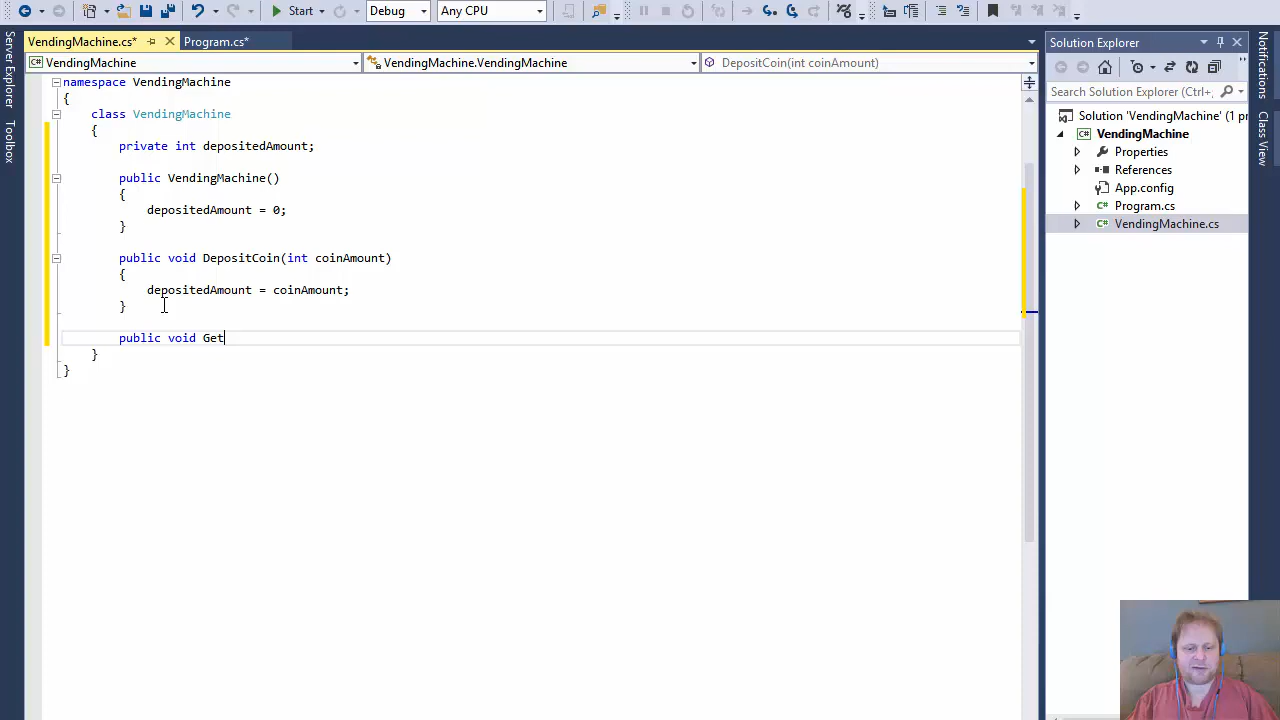 Start
Debug
Any CPU
VendingMachine.cs*
Program.cs*
VendingMachine
VendingMachine.VendingMachine
DepositCoin(int coinAmount)
Server Explorer
Toolbox
namespace VendingMachine
{
class VendingMachine
{
private int depositedAmount;
public VendingMachine()
{
depositedAmount = 0;
}
public void DepositCoin(int coinAmount)
{
depositedAmount = coinAmount;
}
public void Get
}
}
Solution Explorer
Search Solution Explorer (Ctrl+;
Solution 'VendingMachine' (1 pr
VendingMachine
Properties
References
App.config
Program.cs
VendingMachine.cs
Notifications
Class View